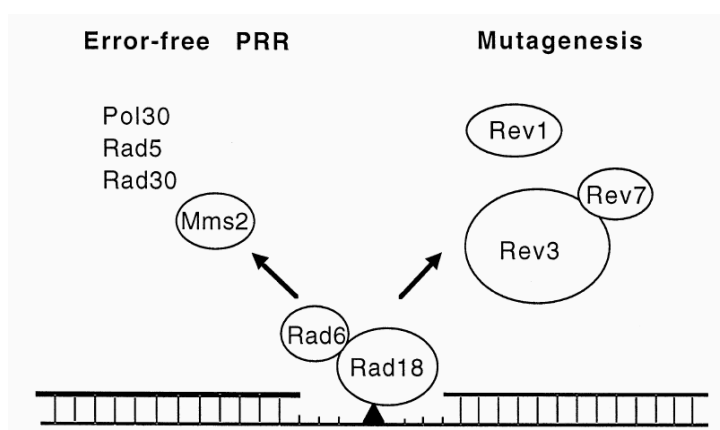 Error-free PRR
Mutagenesis
Pol30
Rad5
Rad30
Mms2
Rev1
Rev7
Rev3
Rad6
Rad18